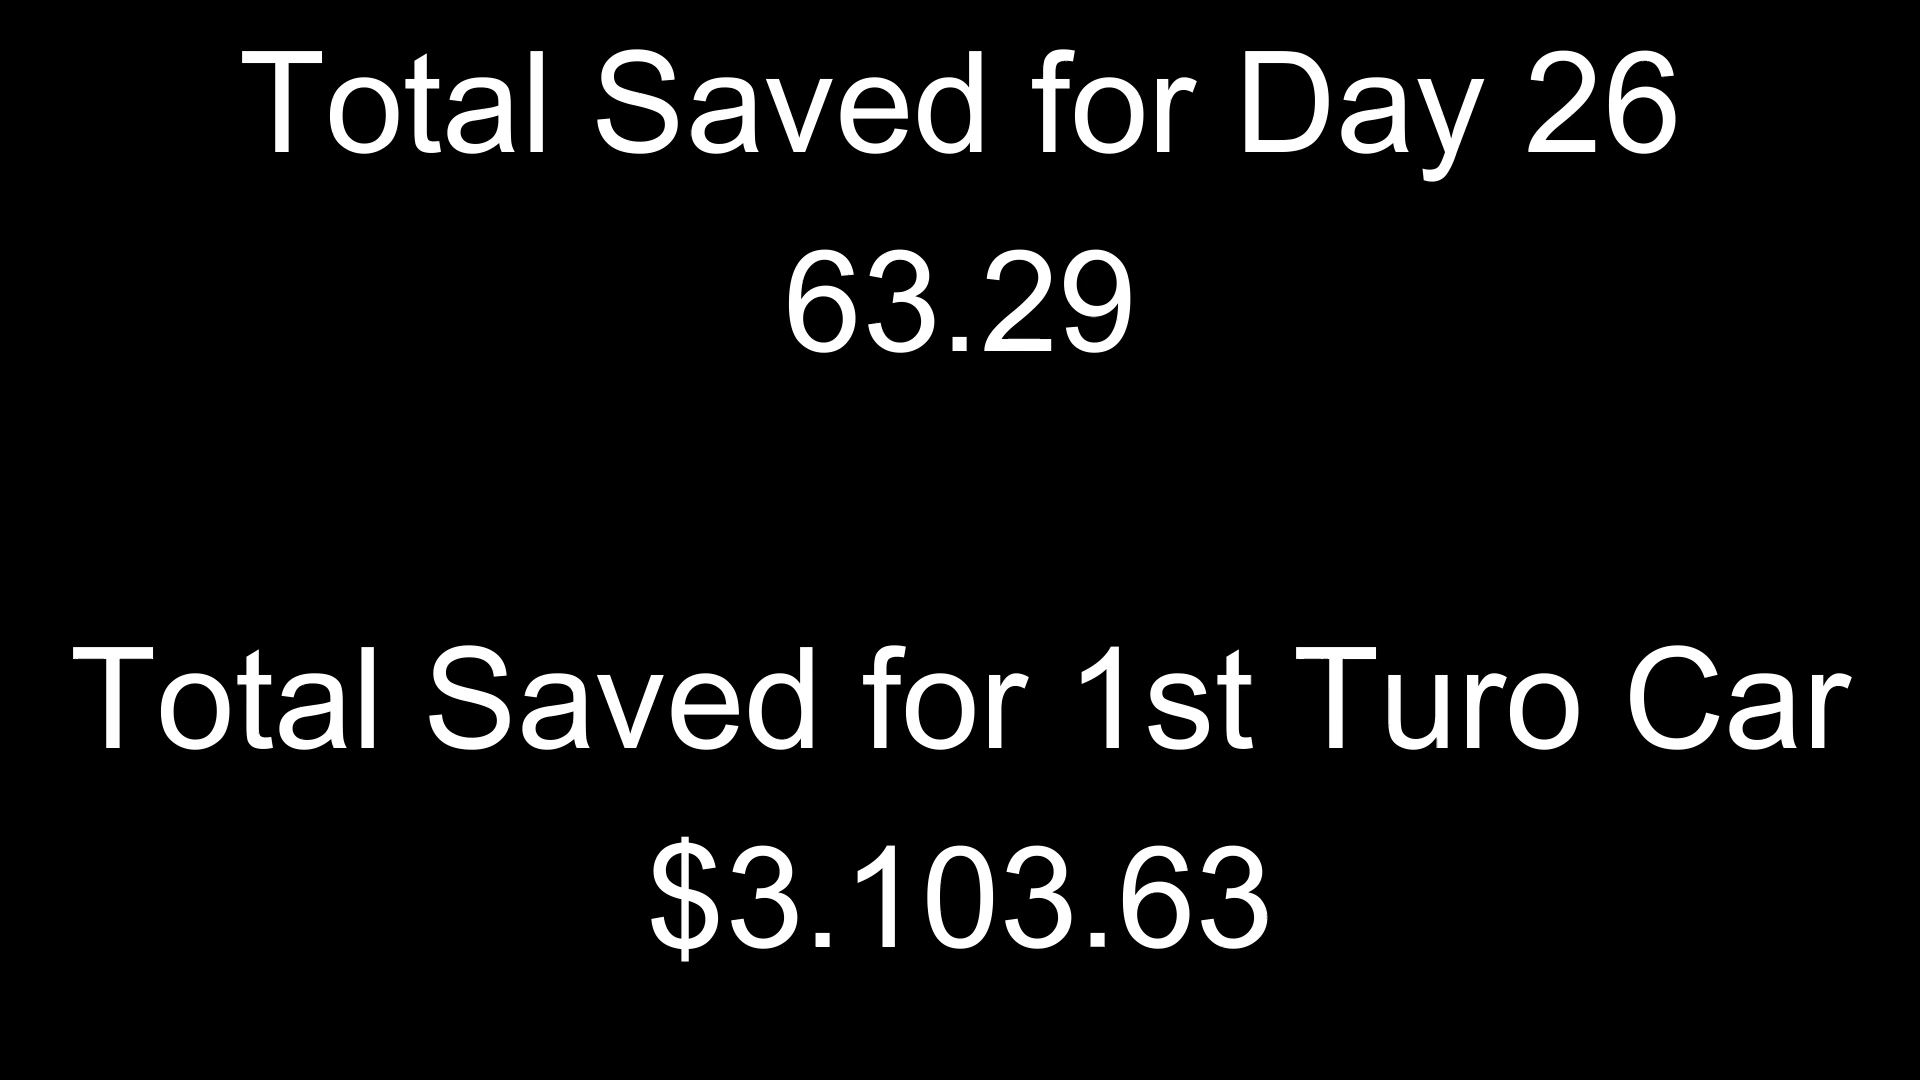 Total Saved for Day 26
63.29
Total Saved for 1st Turo Car
$3.103.63